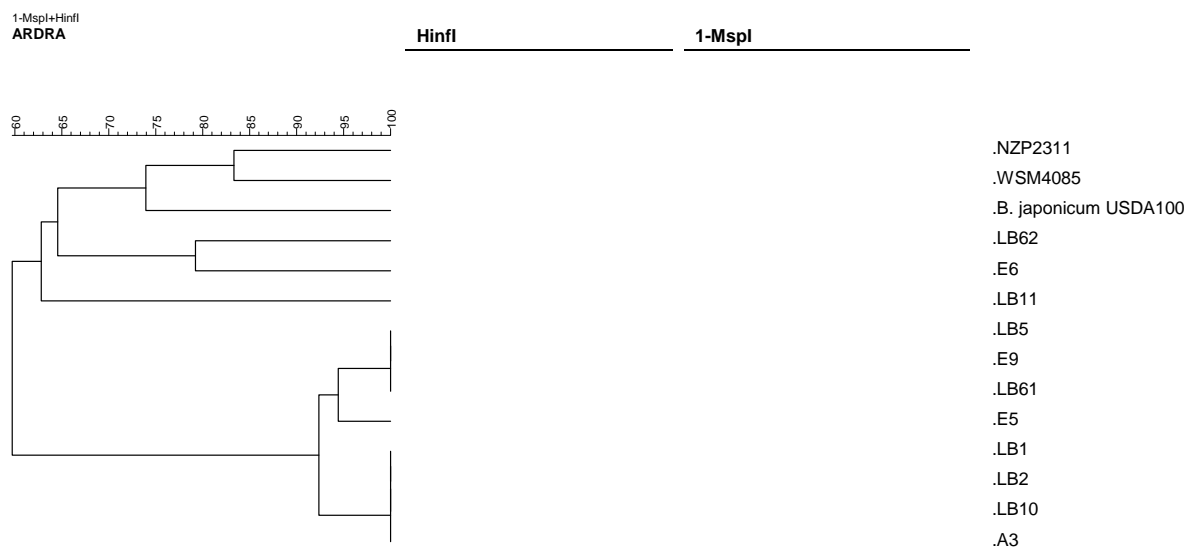 1-MspI+HinfI
ARDRA
HinfI
1-MspI
60 65 70 75 80 85 90 95 100
.NZP2311
.WSM4085
.B. japonicum USDA100
.LB62
.E6
.LB11
.LB5
.E9
.LB61
.E5
.LB1
.LB2
.LB10
.A3